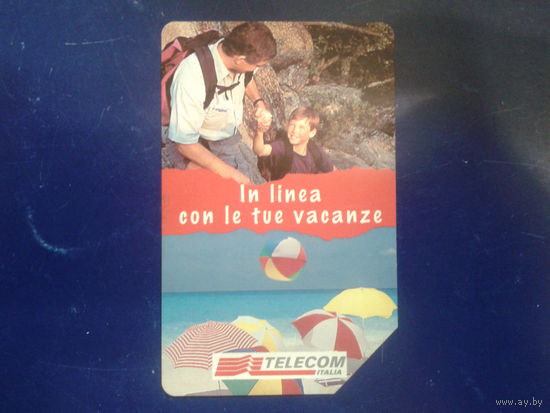 In linea
con le tue vacanze
TELECOM
ITALIA
www.ay.by